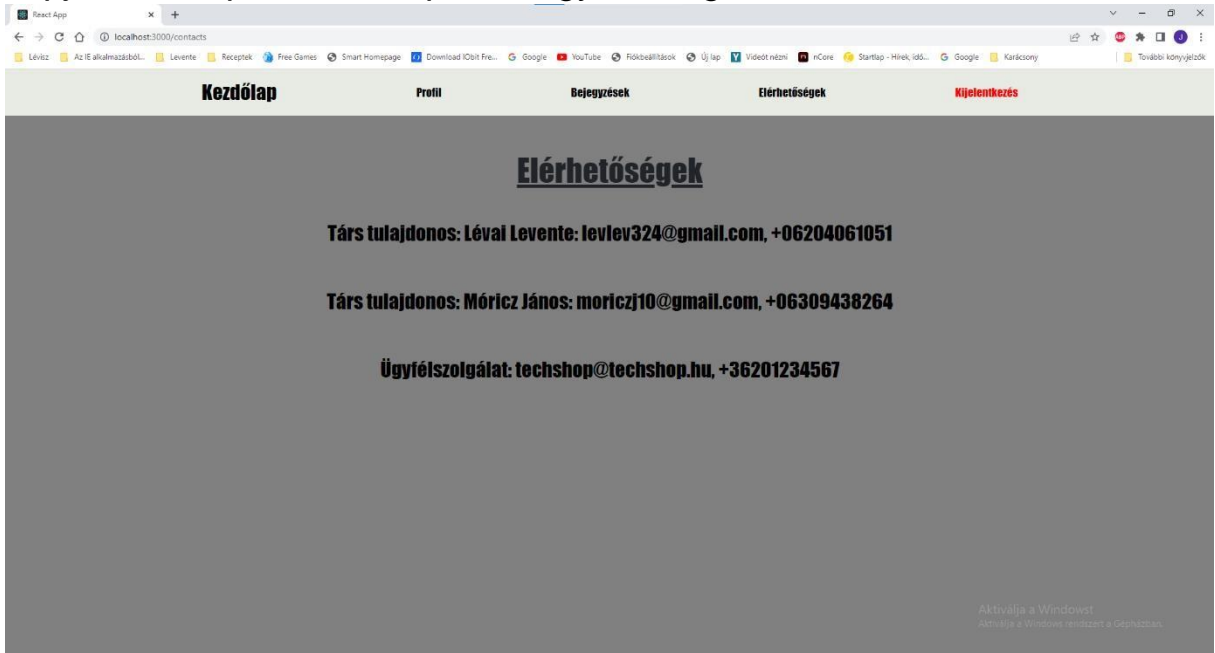 React App
localhost:3000/contacts
Lévisz Az IE alkalmazásból... Levente Receptek Free Games Smart Homepage Download IObit Fre... Google YouTube Fiókbeállítások Új lap Videót nézni nCore Startlap - Hírek, idő... Google Karácsony További könyvjelzők
Kezdőlap Profil Bejegyzések Elérhetőségek Kijelentkezés
Elérhetőségek
Társ tulajdonos: Lévai Levente: levlev324@gmail.com, +06204061051
Társ tulajdonos: Móricz János: moriczj10@gmail.com, +06309438264
Ügyfélszolgálat: techshop@techshop.hu, +36201234567
Aktiválja a Windowst
Aktiválja a Windows rendszert a Gépházban.